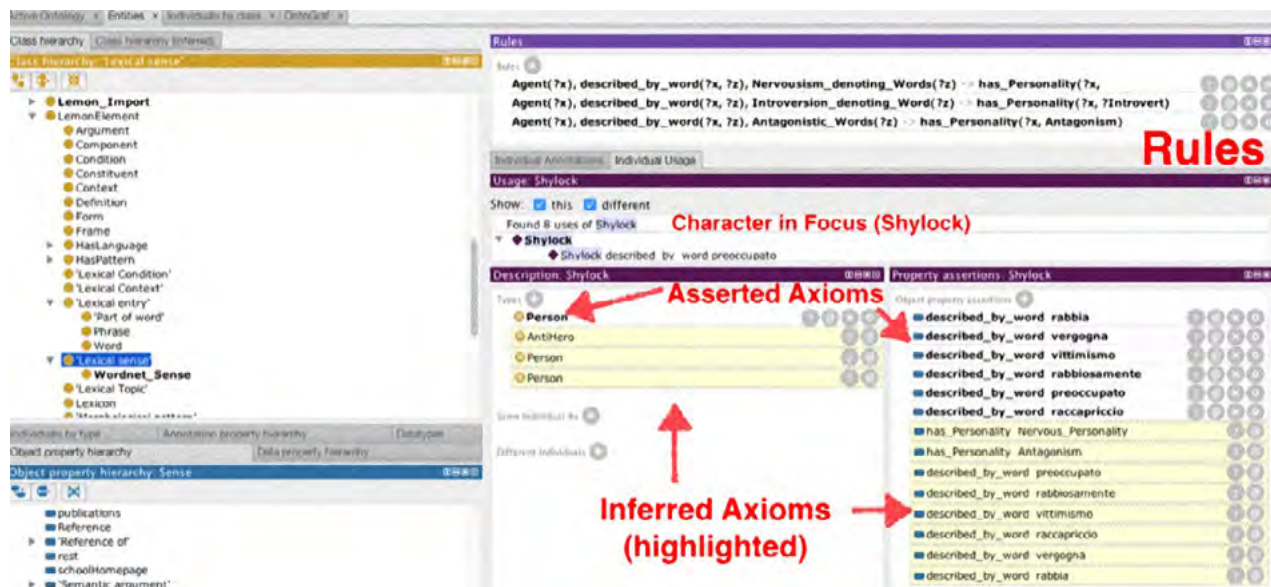 Active Ontology × Entities × Individuals by class × OntoGraf ×
Class hierarchy Class hierarchy (inferred)
Class hierarchy: 'Lexical sense'
Lemon_Import
LemonElement
Argument
Component
Condition
Constituent
Context
Definition
Form
Frame
HasLanguage
HasPattern
'Lexical Condition'
'Lexical Context'
'Lexical entry'
'Part of word'
Phrase
Word
'Lexical sense'
Wordnet_Sense
'Lexical Topic'
Lexicon
'Morphological pattern'
Individuals by type Annotation property hierarchy Datatypes
Object property hierarchy Data property hierarchy
Object property hierarchy: Sense
publications
Reference
'Reference of'
rest
schoolHomepage
'Semantic argument'
Rules
Rules
Agent(?x), described_by_word(?x, ?z), Nervousism_denoting_Words(?z) -> has_Personality(?x,
Agent(?x), described_by_word(?x, ?z), Introversion_denoting_Word(?z) -> has_Personality(?x, ?Introvert)
Agent(?x), described_by_word(?x, ?z), Antagonistic_Words(?z) -> has_Personality(?x, Antagonism)
Rules
Individual Annotations Individual Usage
Usage: Shylock
Show: this different
Found 8 uses of Shylock
Character in Focus (Shylock)
Shylock
Shylock described_by_word preoccupato
Description: Shylock
Types
Person
AntiHero
Person
Person
Same Individual As
Different Individuals
Asserted Axioms
Inferred Axioms
(highlighted)
Property assertions: Shylock
Object property assertions
described_by_word rabbia
described_by_word vergogna
described_by_word vittimismo
described_by_word rabbiosamente
described_by_word preoccupato
described_by_word raccapriccio
has_Personality Nervous_Personality
has_Personality Antagonism
described_by_word preoccupato
described_by_word rabbiosamente
described_by_word vittimismo
described_by_word raccapriccio
described_by_word vergogna
described_by_word rabbia